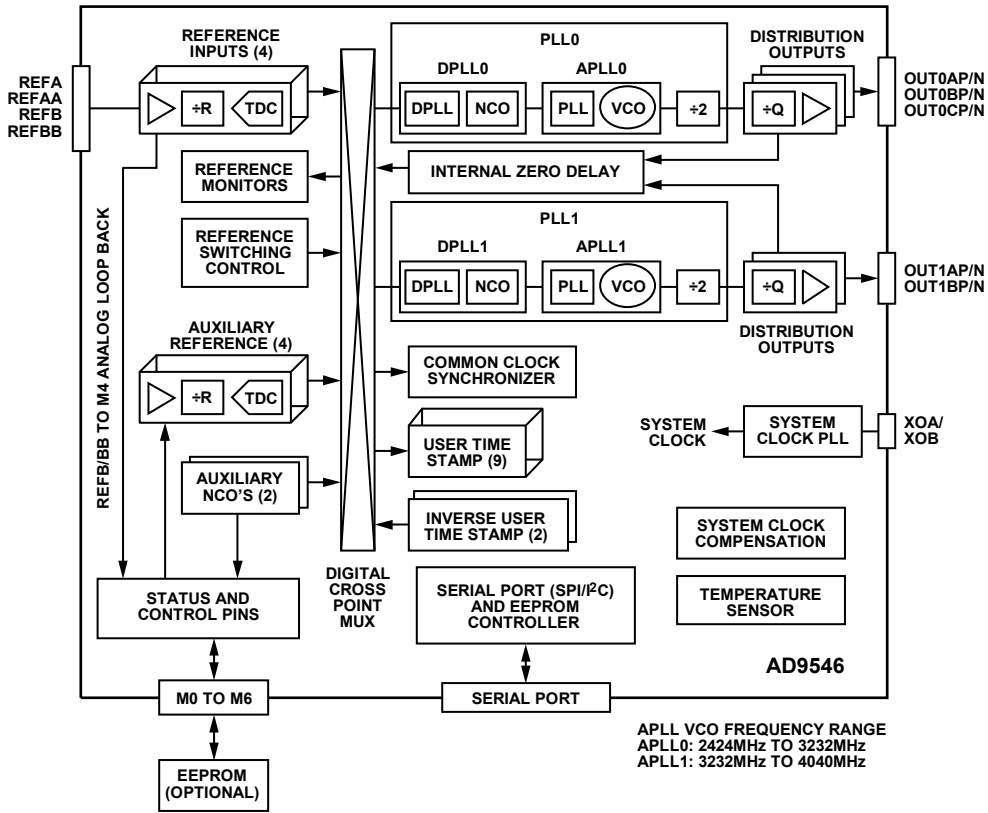 REFERENCE
INPUTS (4)
REFA
REFAA
REFB
REFBB
÷R
TDC
REFERENCE
MONITORS
REFERENCE
SWITCHING
CONTROL
AUXILIARY
REFERENCE (4)
÷R
TDC
AUXILIARY
NCO'S (2)
REFB/BB TO M4 ANALOG LOOP BACK
STATUS AND
CONTROL PINS
M0 TO M6
EEPROM
(OPTIONAL)
DIGITAL
CROSS
POINT
MUX
PLL0
DPLL0
APLL0
DPLL
NCO
PLL
VCO
÷2
DISTRIBUTION
OUTPUTS
÷Q
OUT0AP/N
OUT0BP/N
OUT0CP/N
INTERNAL ZERO DELAY
PLL1
DPLL1
APLL1
DPLL
NCO
PLL
VCO
÷2
÷Q
DISTRIBUTION
OUTPUTS
OUT1AP/N
OUT1BP/N
COMMON CLOCK
SYNCHRONIZER
USER TIME
STAMP (9)
INVERSE USER
TIME STAMP (2)
SYSTEM
CLOCK
SYSTEM
CLOCK PLL
XOA/
XOB
SYSTEM CLOCK
COMPENSATION
TEMPERATURE
SENSOR
SERIAL PORT (SPI/I²C)
AND EEPROM
CONTROLLER
SERIAL PORT
AD9546
APLL VCO FREQUENCY RANGE
APLL0: 2424MHz TO 3232MHz
APLL1: 3232MHz TO 4040MHz